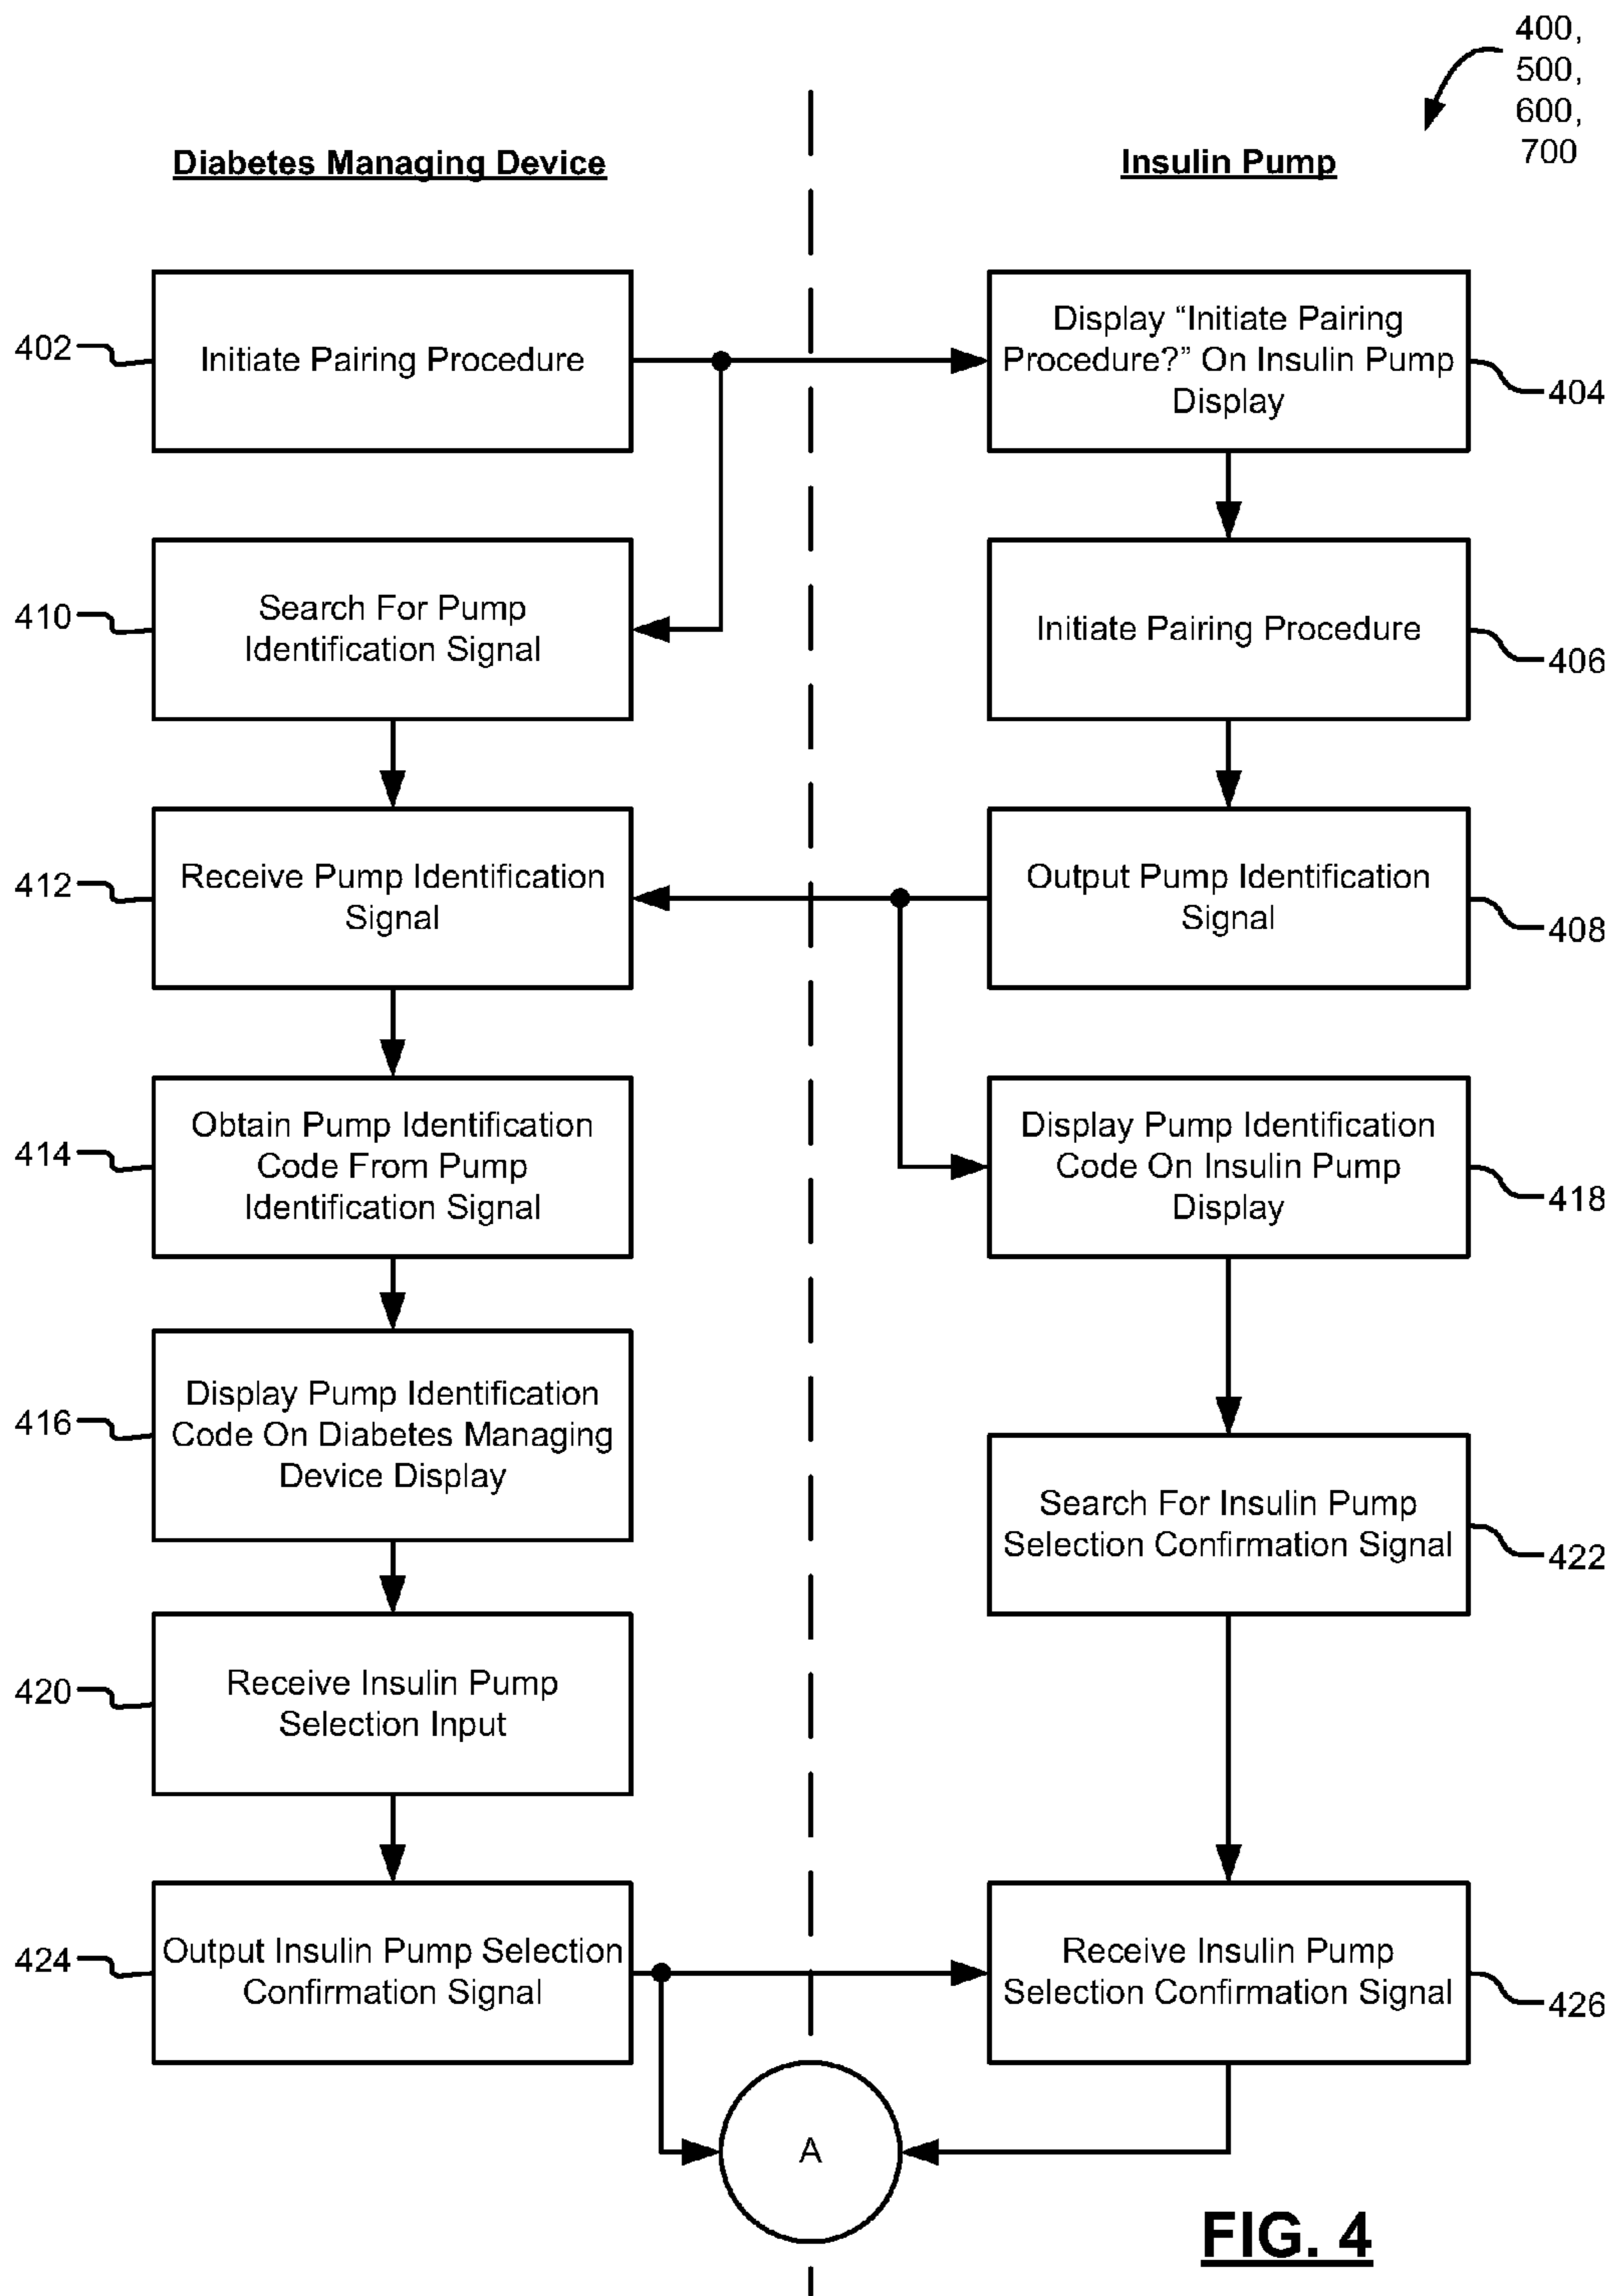 400,
500,
600,
700
Diabetes Managing Device
Insulin Pump
402
Initiate Pairing Procedure
Display “Initiate Pairing
Procedure?” On Insulin Pump
Display
404
410
Search For Pump
Identification Signal
Initiate Pairing Procedure
406
412
Receive Pump Identification
Signal
Output Pump Identification
Signal
408
414
Obtain Pump Identification
Code From Pump
Identification Signal
Display Pump Identification
Code On Insulin Pump
Display
418
416
Display Pump Identification
Code On Diabetes Managing
Device Display
Search For Insulin Pump
Selection Confirmation Signal
422
420
Receive Insulin Pump
Selection Input
424
Output Insulin Pump Selection
Confirmation Signal
Receive Insulin Pump
Selection Confirmation Signal
426
A
FIG. 4